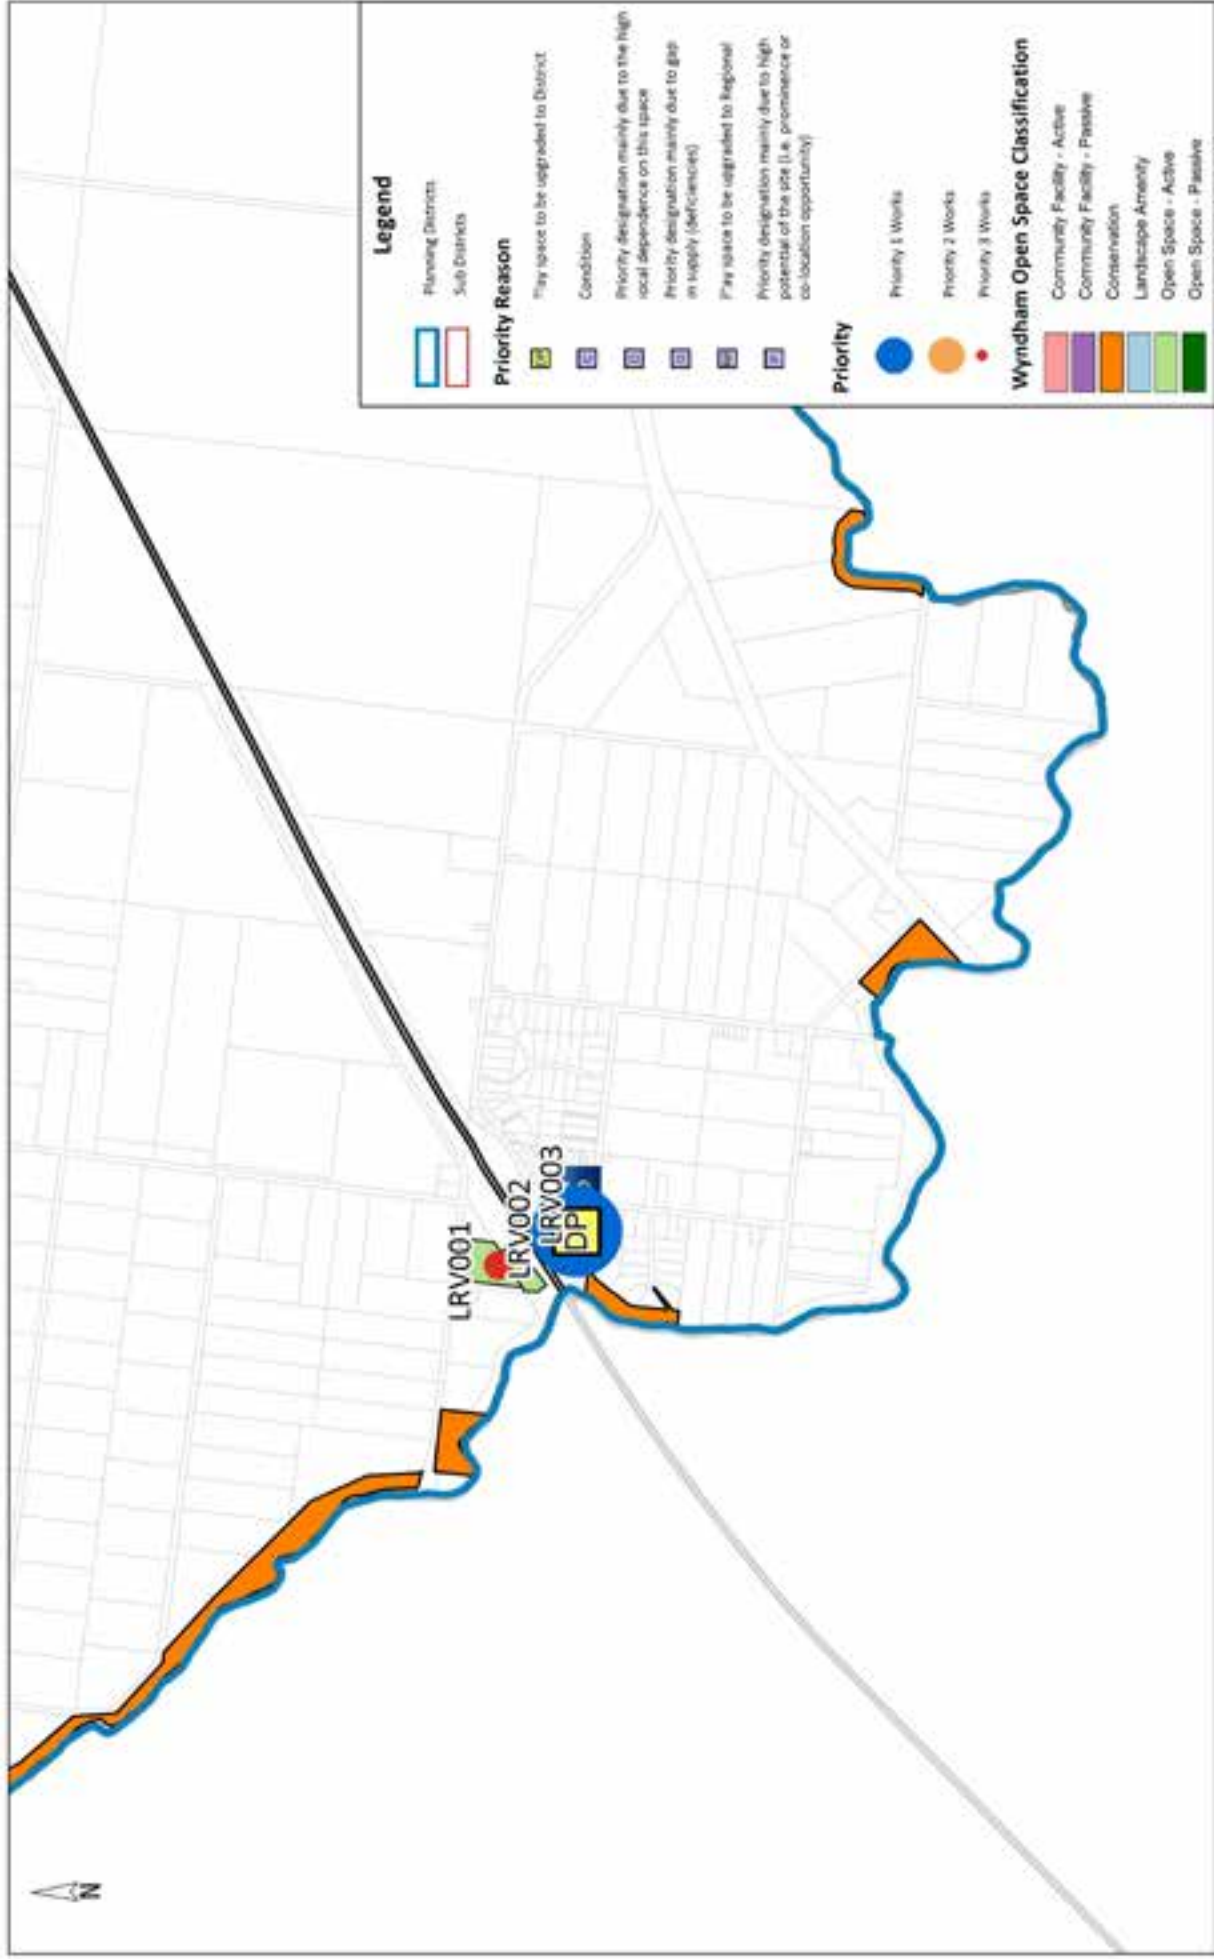 N
LRV001
LRV002
LRV003
DP
Legend
Planning Districts
Sub Districts
Priority Reason
Play space to be upgraded to District
Condition
Priority designation mainly due to the high
local dependence on this space
Priority designation mainly due to gap
in supply (deficiencies)
Play space to be upgraded to Regional
Priority designation mainly due to high
potential of the site (i.e. prominence or
co-location opportunity)
Priority
Priority 1 Works
Priority 2 Works
Priority 3 Works
Wyndham Open Space Classification
Community Facility - Active
Community Facility - Passive
Conservation
Landscape Amenity
Open Space - Active
Open Space - Passive